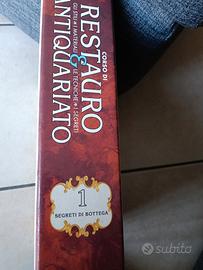 CORSO DI
RESTAURO
& ANTIQUARIATO
GLI STILI • I MATERIALI • LE TECNICHE • I SEGRETI
1
SEGRETI DI BOTTEGA
subito